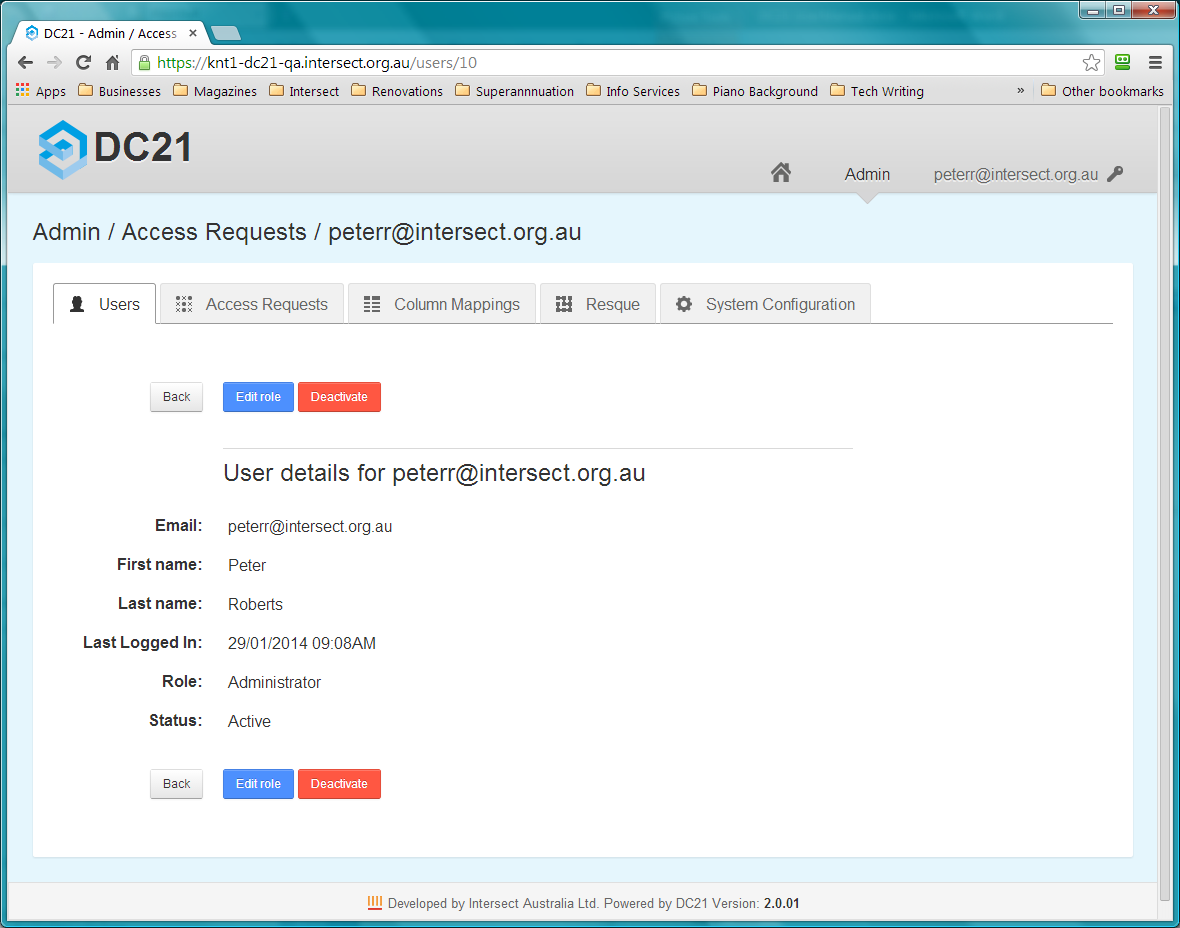 DC21 - Admin / Access
https://knt1-dc21-qa.intersect.org.au/users/10
Apps Businesses Magazines Intersect Renovations Superannnuation Info Services Piano Background Tech Writing » Other bookmarks
DC21
Admin peterr@intersect.org.au
Admin / Access Requests / peterr@intersect.org.au
Users Access Requests Column Mappings Resque System Configuration
Back Edit role Deactivate
User details for peterr@intersect.org.au
Email: peterr@intersect.org.au
First name: Peter
Last name: Roberts
Last Logged In: 29/01/2014 09:08AM
Role: Administrator
Status: Active
Back Edit role Deactivate
Developed by Intersect Australia Ltd. Powered by DC21 Version: 2.0.01